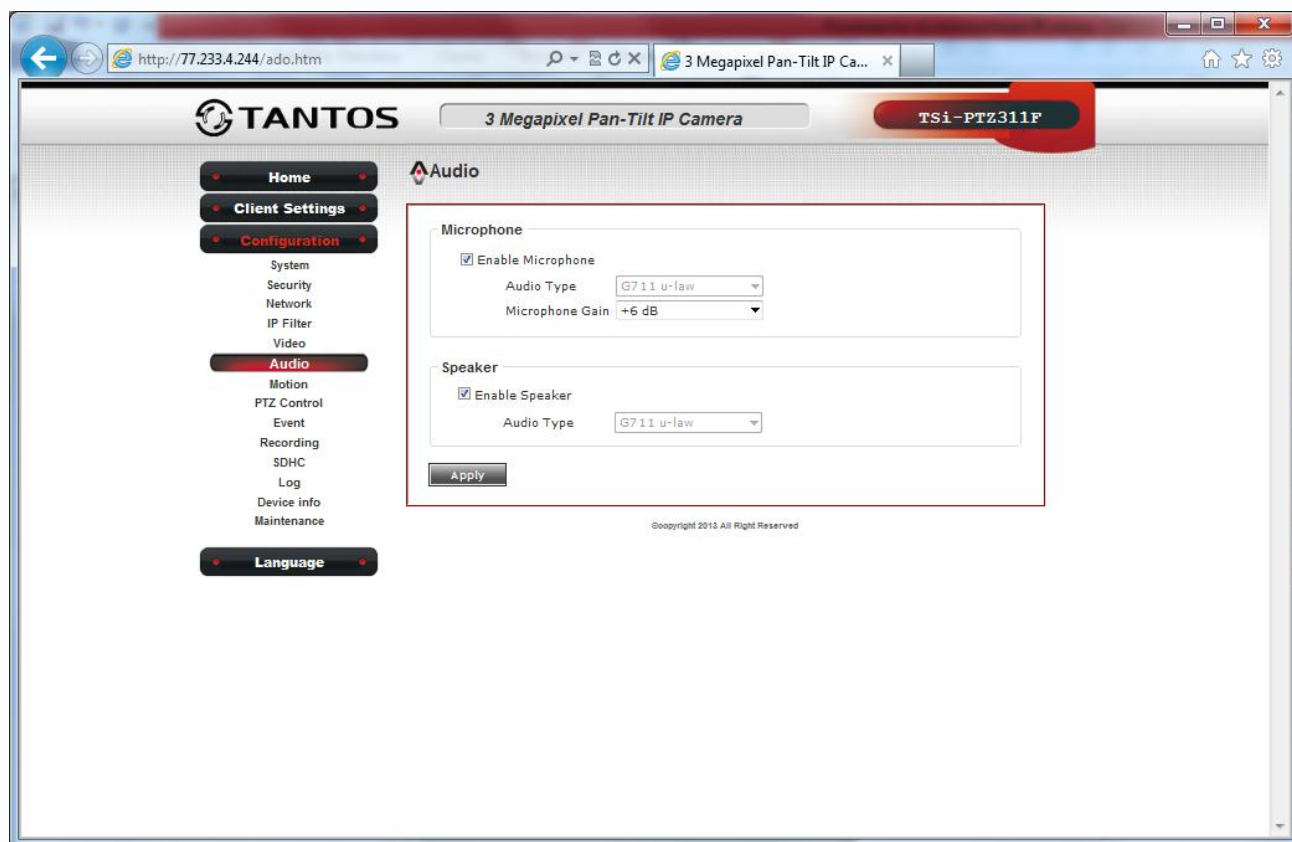 http://77.233.4.244/ado.htm
3 Megapixel Pan-Tilt IP Ca...
TANTOS
3 Megapixel Pan-Tilt IP Camera
TSi-PTZ311F
Home
Client Settings
Configuration
System
Security
Network
IP Filter
Video
Audio
Motion
PTZ Control
Event
Recording
SDHC
Log
Device info
Maintenance
Language
Audio
Microphone
Enable Microphone
Audio Type G711 u-law
Microphone Gain +6 dB
Speaker
Enable Speaker
Audio Type G711 u-law
Apply
©opyright 2013 All Right Reserved